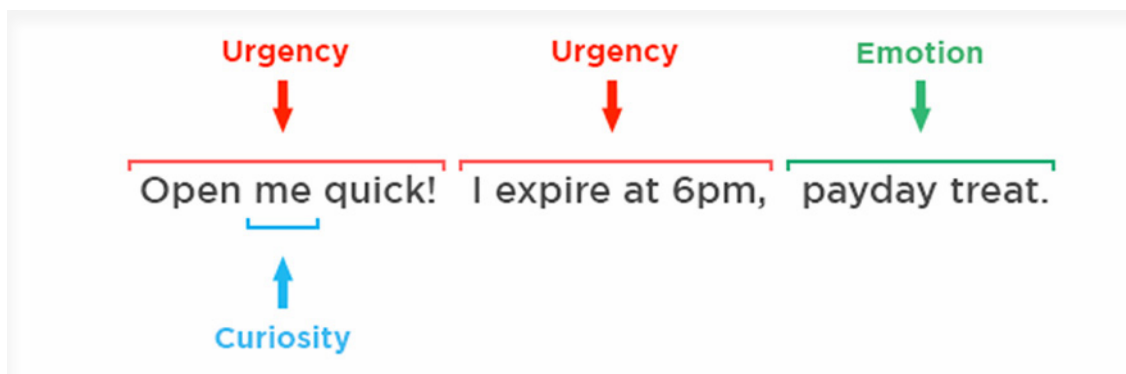 Urgency Urgency Emotion
Open me quick! I expire at 6pm, payday treat.
Curiosity